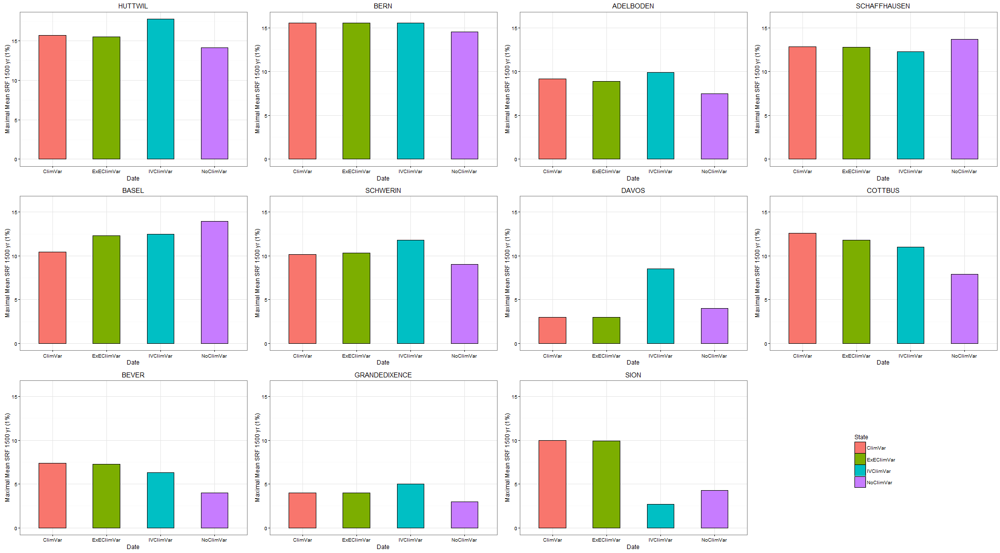 HUTTWIL
Maximal Mean SRF 1500 yr (1%)
15
10
5
0
ClimVar ExEClimVar IVClimVar NoClimVar
Date
BERN
Maximal Mean SRF 1500 yr (1%)
15
10
5
0
ClimVar ExEClimVar IVClimVar NoClimVar
Date
ADELBODEN
Maximal Mean SRF 1500 yr (1%)
15
10
5
0
ClimVar ExEClimVar IVClimVar NoClimVar
Date
SCHAFFHAUSEN
Maximal Mean SRF 1500 yr (1%)
15
10
5
0
ClimVar ExEClimVar IVClimVar NoClimVar
Date
BASEL
Maximal Mean SRF 1500 yr (1%)
15
10
5
0
ClimVar ExEClimVar IVClimVar NoClimVar
Date
SCHWERIN
Maximal Mean SRF 1500 yr (1%)
15
10
5
0
ClimVar ExEClimVar IVClimVar NoClimVar
Date
DAVOS
Maximal Mean SRF 1500 yr (1%)
15
10
5
0
ClimVar ExEClimVar IVClimVar NoClimVar
Date
COTTBUS
Maximal Mean SRF 1500 yr (1%)
15
10
5
0
ClimVar ExEClimVar IVClimVar NoClimVar
Date
BEVER
Maximal Mean SRF 1500 yr (1%)
15
10
5
0
ClimVar ExEClimVar IVClimVar NoClimVar
Date
GRANDEDIXENCE
Maximal Mean SRF 1500 yr (1%)
15
10
5
0
ClimVar ExEClimVar IVClimVar NoClimVar
Date
SION
Maximal Mean SRF 1500 yr (1%)
15
10
5
0
ClimVar ExEClimVar IVClimVar NoClimVar
Date
State
ClimVar
ExEClimVar
IVClimVar
NoClimVar